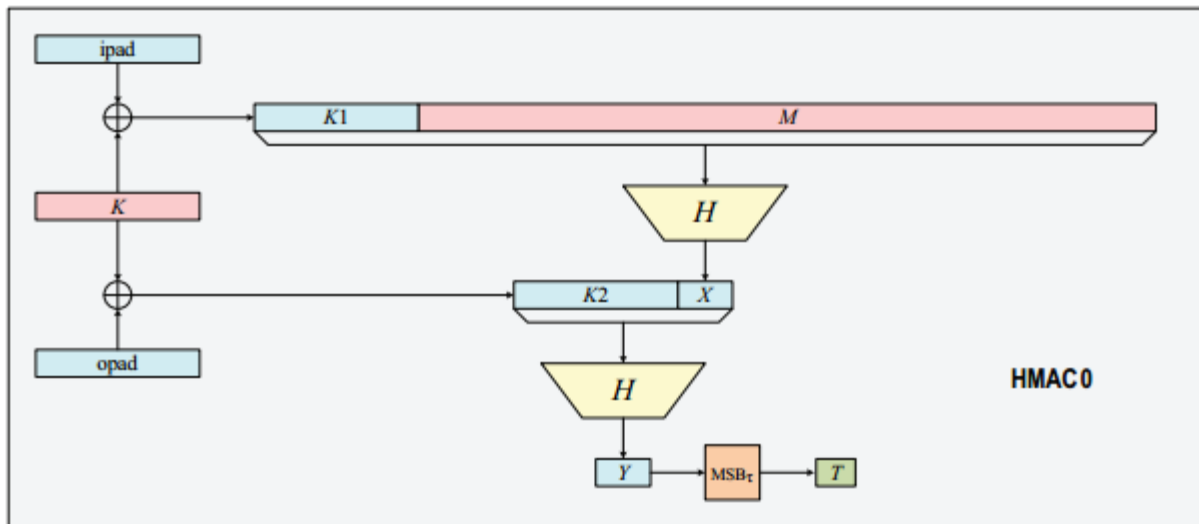 ipad
K1 M
K
H
K2 X
opad
H
HMAC0
Y MSBτ T